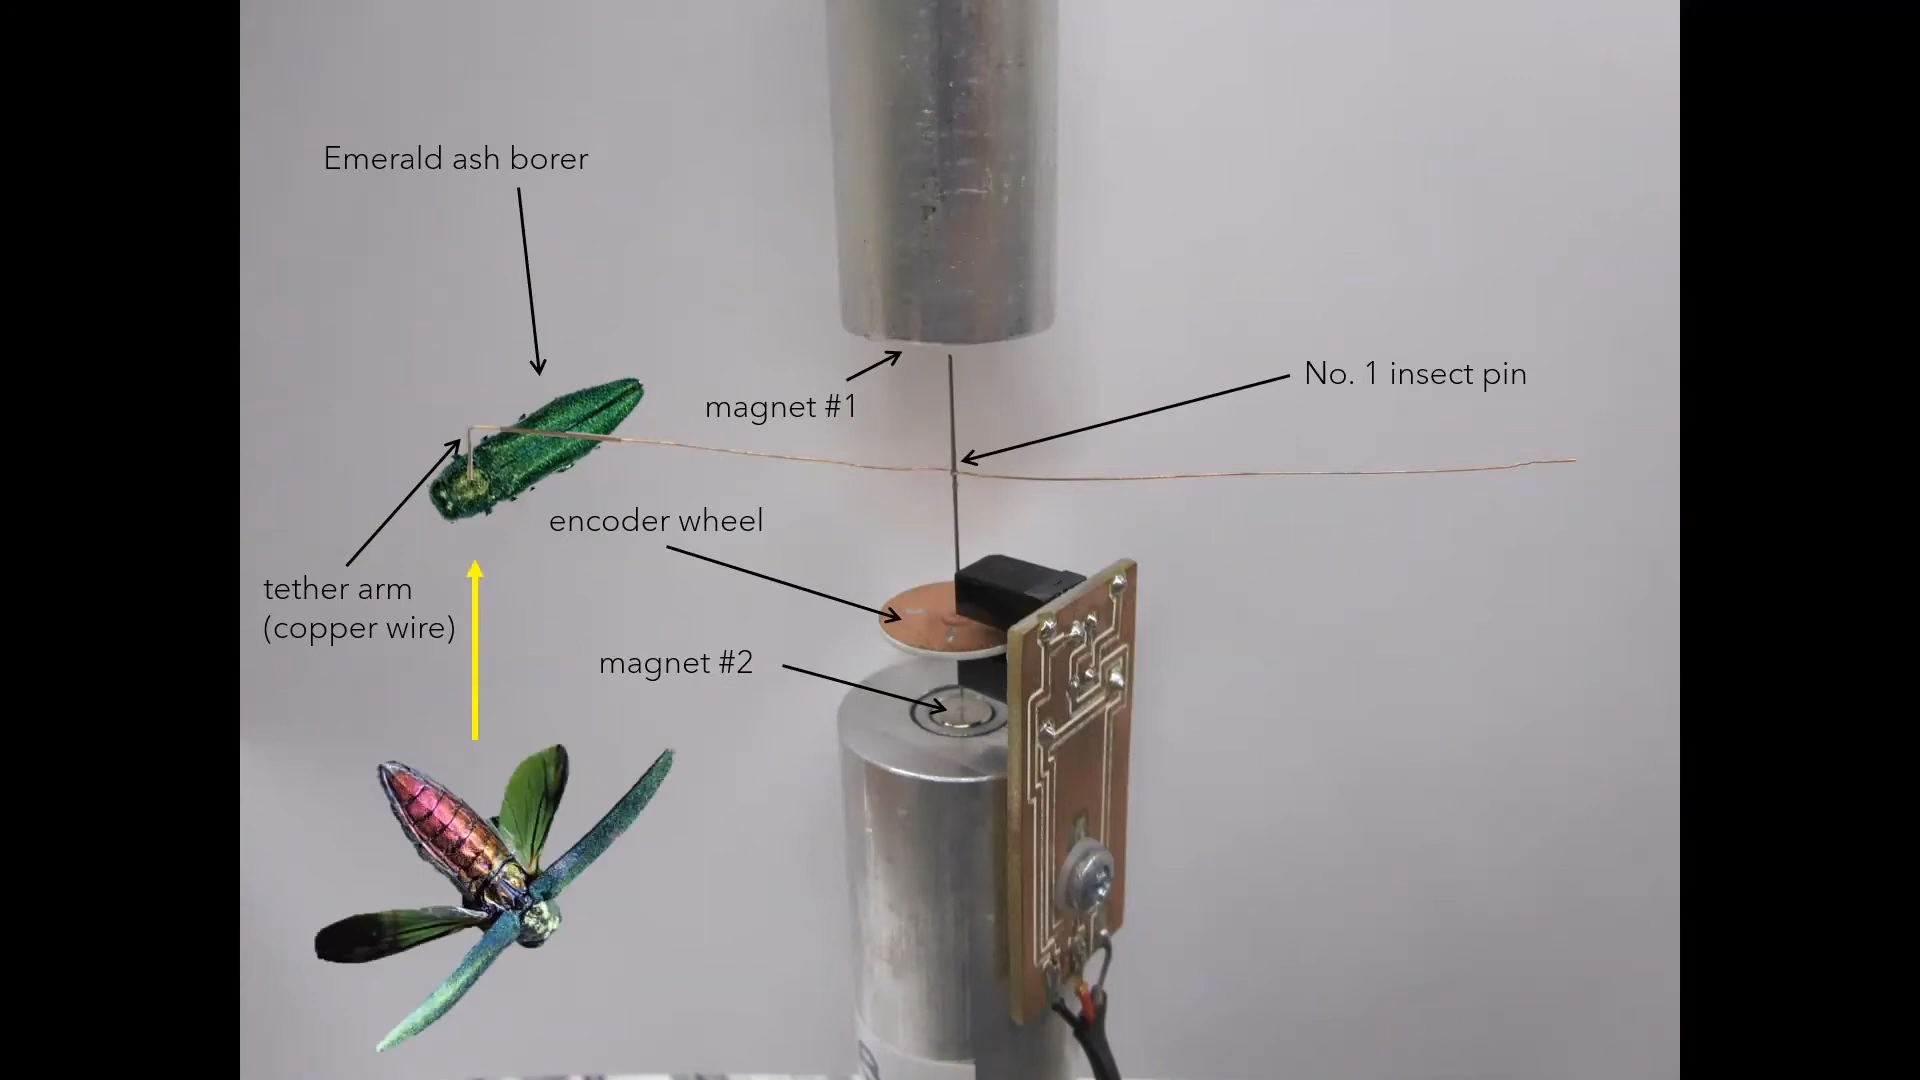 Emerald ash borer
No. 1 insect pin
magnet #1
encoder wheel
tether arm
(copper wire)
magnet #2